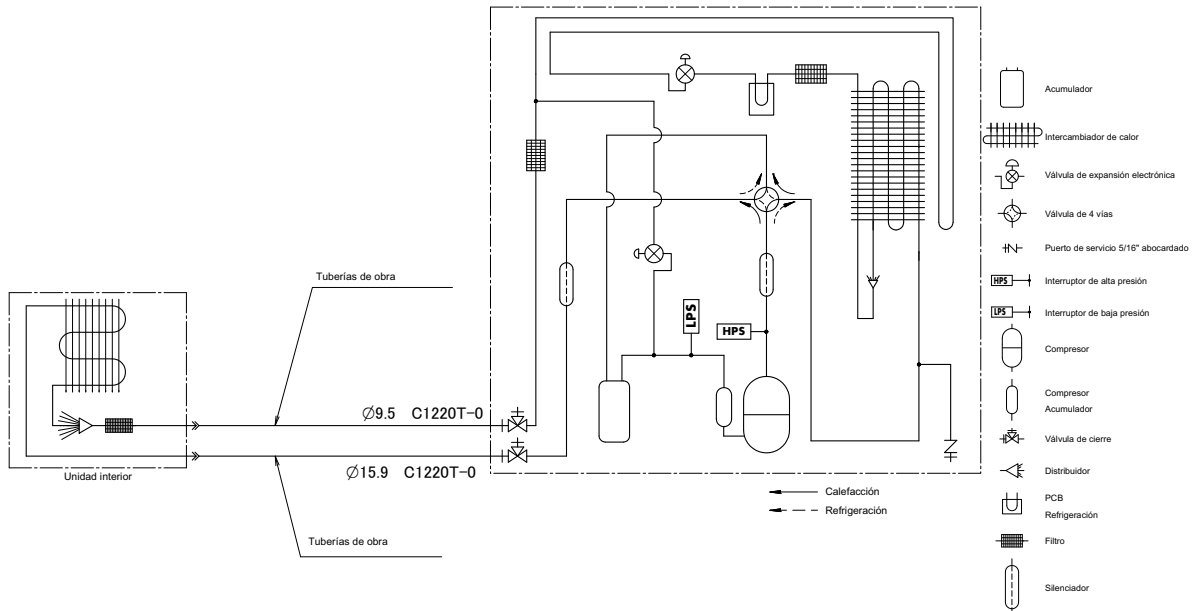 Acumulador
Intercambiador de calor
Válvula de expansión electrónica
Válvula de 4 vías
Puerto de servicio 5/16" abocardado
HPS
Interruptor de alta presión
LPS
Interruptor de baja presión
Compresor
Compresor
Acumulador
Válvula de cierre
Distribuidor
PCB
Refrigeración
Filtro
Silenciador
Tuberías de obra
LPS
HPS
Ø9.5 C1220T-0
Ø15.9 C1220T-0
Unidad interior
Calefacción
Refrigeración
Tuberías de obra